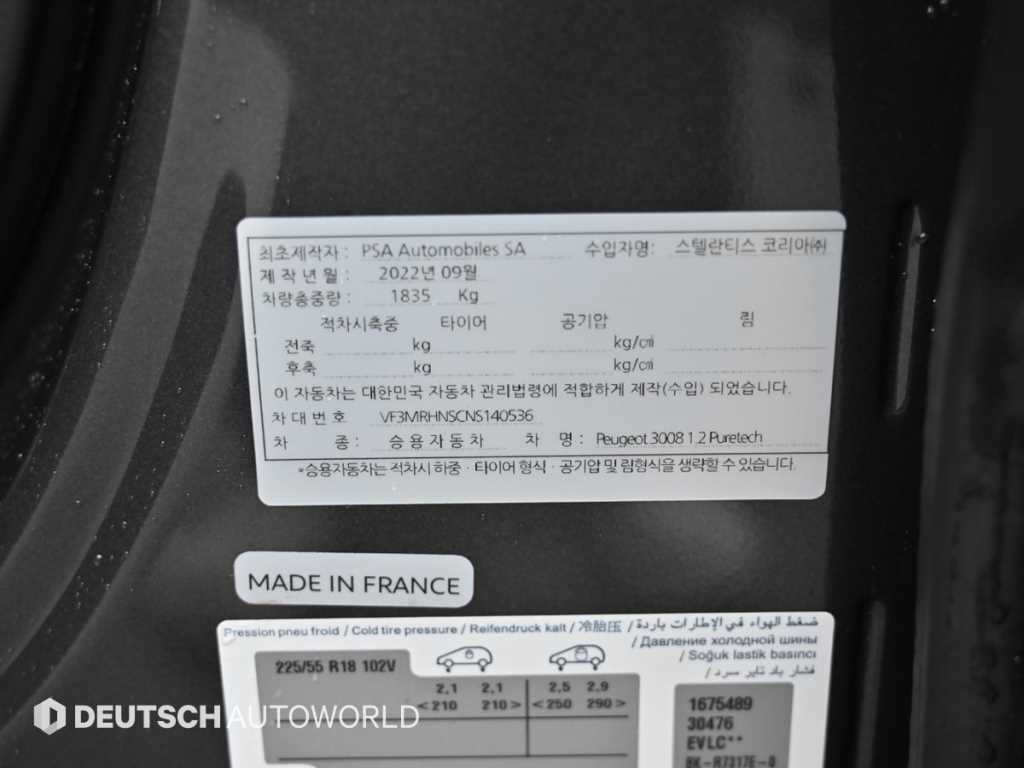 최초제작자 : PSA Automobiles SA 수입자명: 스텔란티스 코리아㈜
제 작 년 월 : 2022년 09월
차량총중량 : 1835 Kg
적차시축중 타이어 공기압 림
전축 kg kg/㎠
후축 kg kg/㎠
이 자동차는 대한민국 자동차 관리법령에 적합하게 제작(수입) 되었습니다.
차 대 번 호 VF3MRHNSCNS140536
차 종 : 승 용 자 동 차 차 명 : Peugeot 3008 1.2 Puretech
*승용자동차는 적차시 하중 · 타이어 형식 · 공기압 및 림형식을 생략할 수 있습니다.
MADE IN FRANCE
Pression pneu froid / Cold tire pressure / Reifendruck kalt / 冷胎压 / ضغط الهواء في الإطارات باردة
/ Давление холодной шины
/ Soğuk lastik basıncı
فشار باد تایر سرد /
225/55 R18 102V
2,1 2,1 2,5 2,9
<210 210> <250 290>
1675489
30476
EVLC**
BK-R7317E-0
DEUTSCH AUTOWORLD